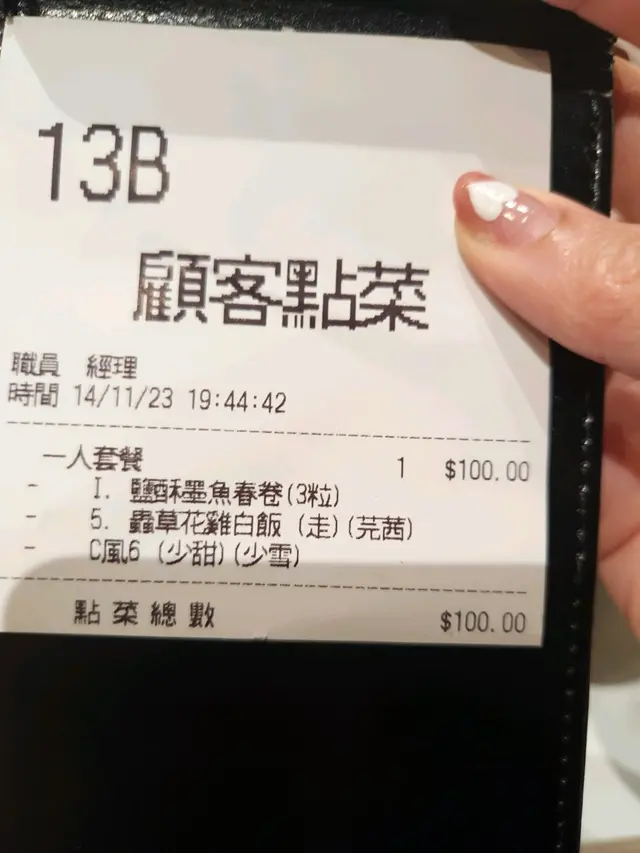 13B
顧客點菜
職員 經理
時間 14/11/23 19:44:42
一人套餐 1 $100.00
- I. 鹽酥墨魚春卷(3粒)
- 5. 蟲草花雞白飯 (走)(芫茜)
- C風6 (少甜)(少雪)
點菜總數 $100.00